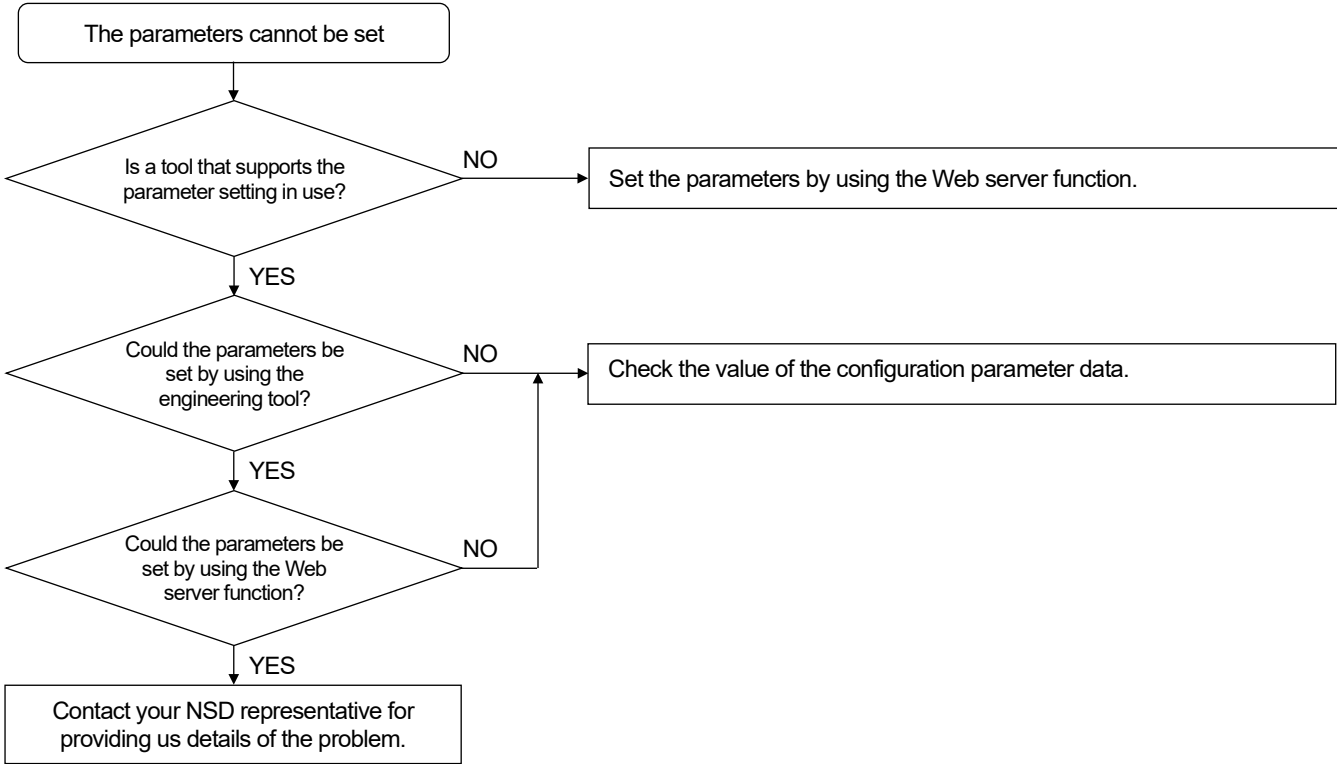 The parameters cannot be set
Is a tool that supports the
parameter setting in use?
NO
Set the parameters by using the Web server function.
YES
Could the parameters be
set by using the
engineering tool?
NO
Check the value of the configuration parameter data.
YES
Could the parameters be
set by using the Web
server function?
NO
YES
Contact your NSD representative for
providing us details of the problem.